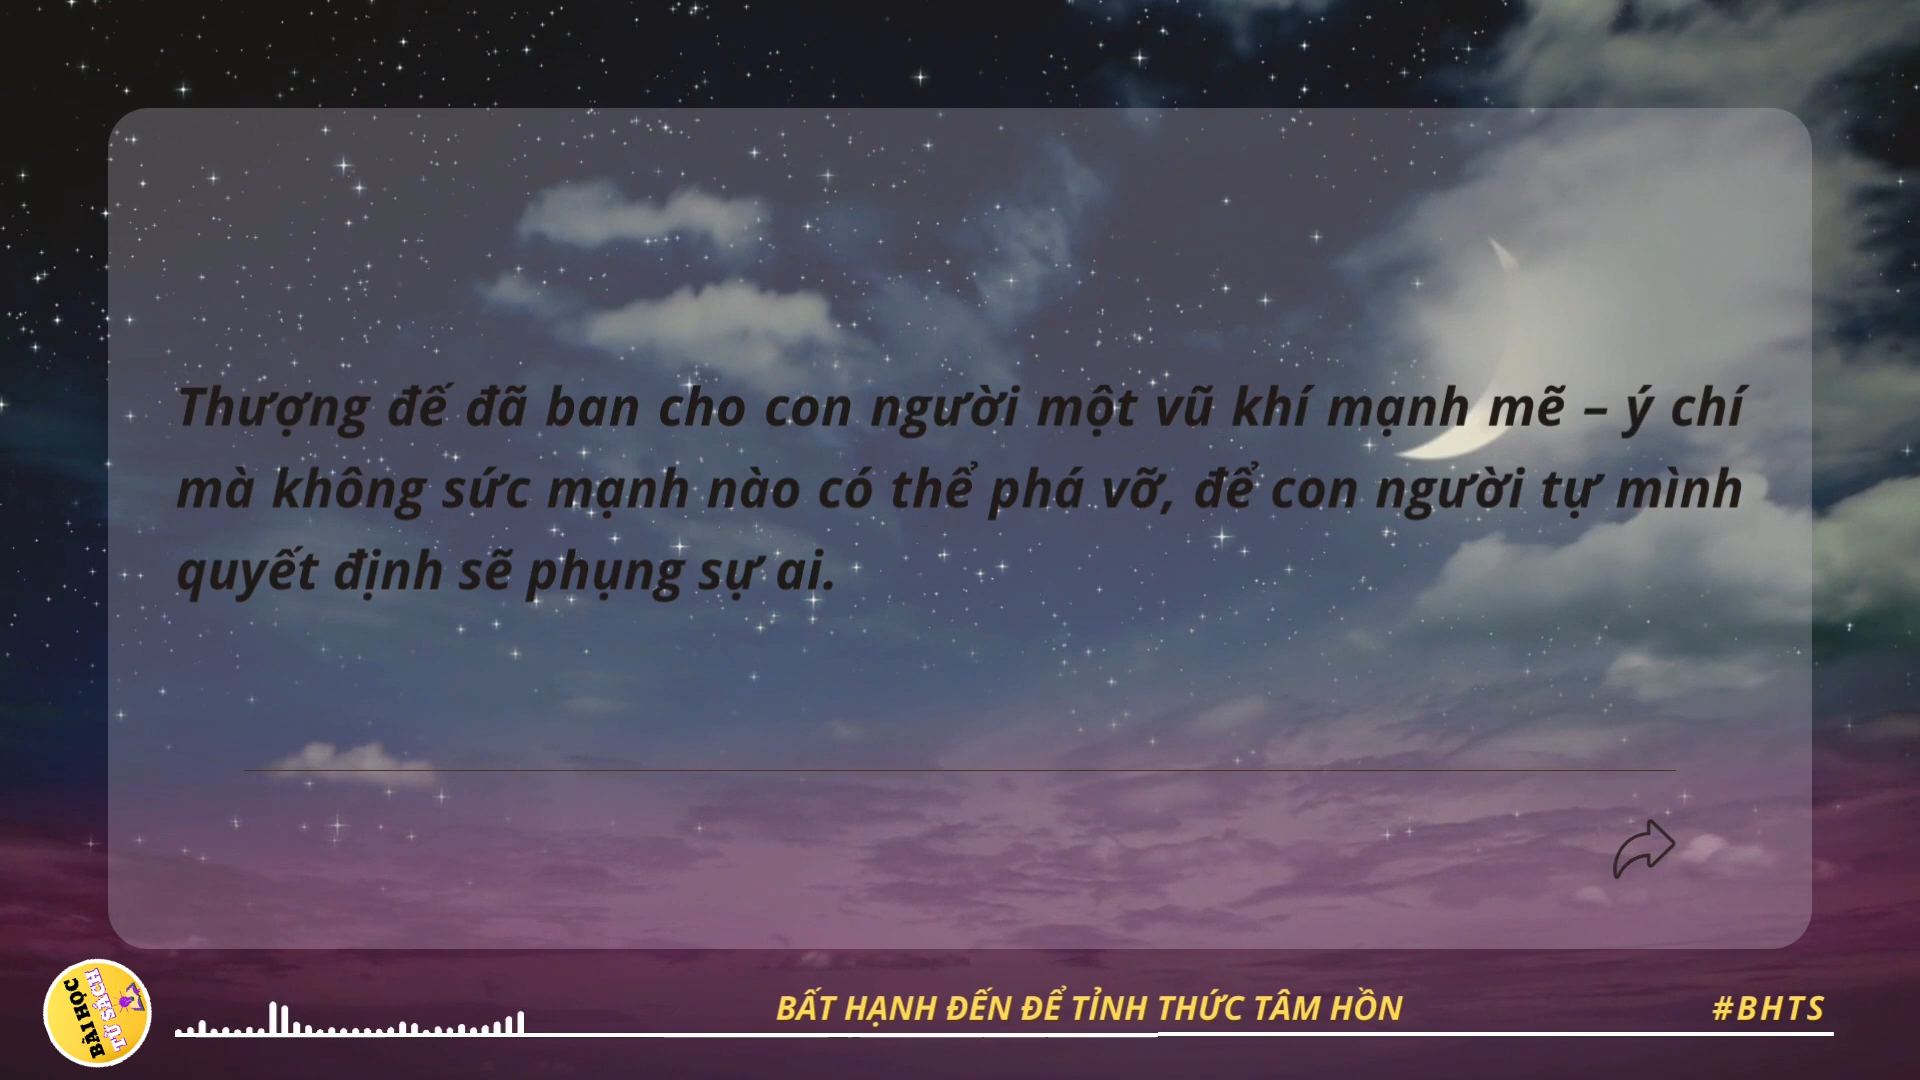 Thượng đế đã ban cho con người một vũ khí mạnh mẽ – ý chí
mà không sức mạnh nào có thể phá vỡ, để con người tự mình
quyết định sẽ phụng sự ai.
BÀI HỌC
TỪ SÁCH
BẤT HẠNH ĐẾN ĐỂ TỈNH THỨC TÂM HỒN
#BHTS